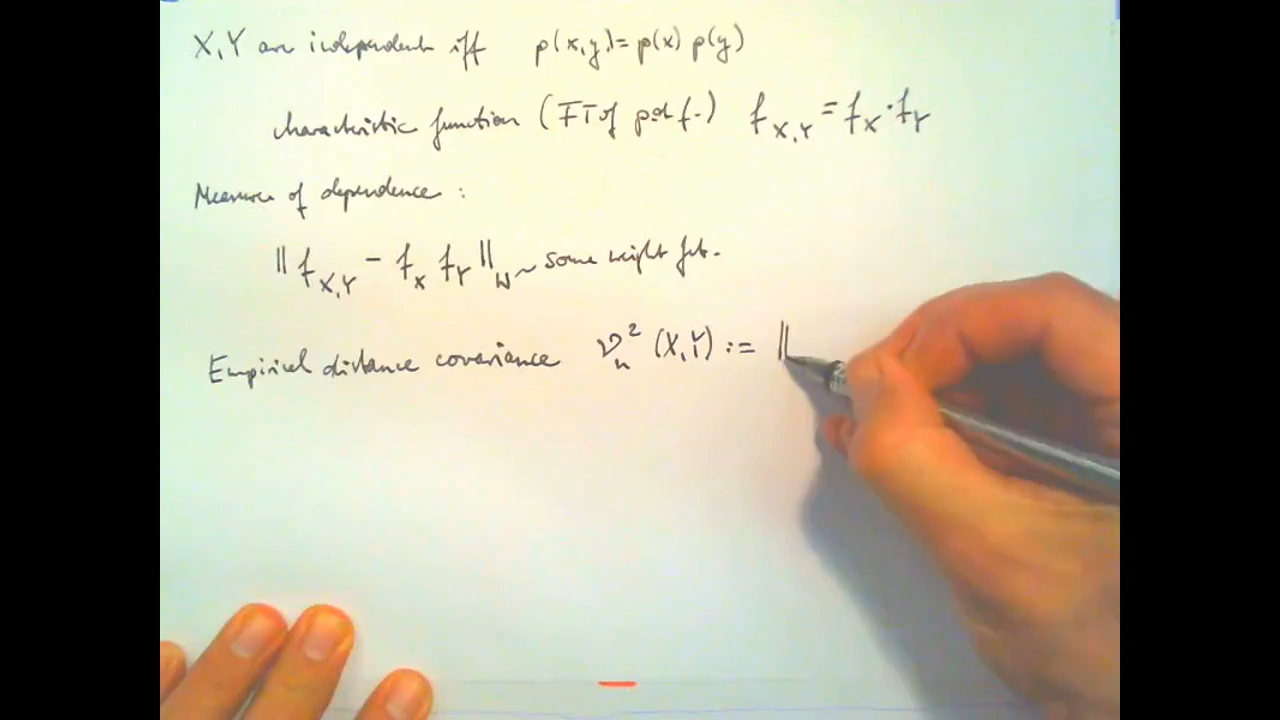 X,Y are independent iff p(x,y)=p(x) p(y)
characteristic function (FT of pdf.) f_{X,Y} = f_X · f_Y
Measure of dependence :
‖ f_{X,Y} - f_X f_Y ‖_W ~ some weight fct.
Empirical distance covariance 𝒱_n^2 (X,Y) := ‖